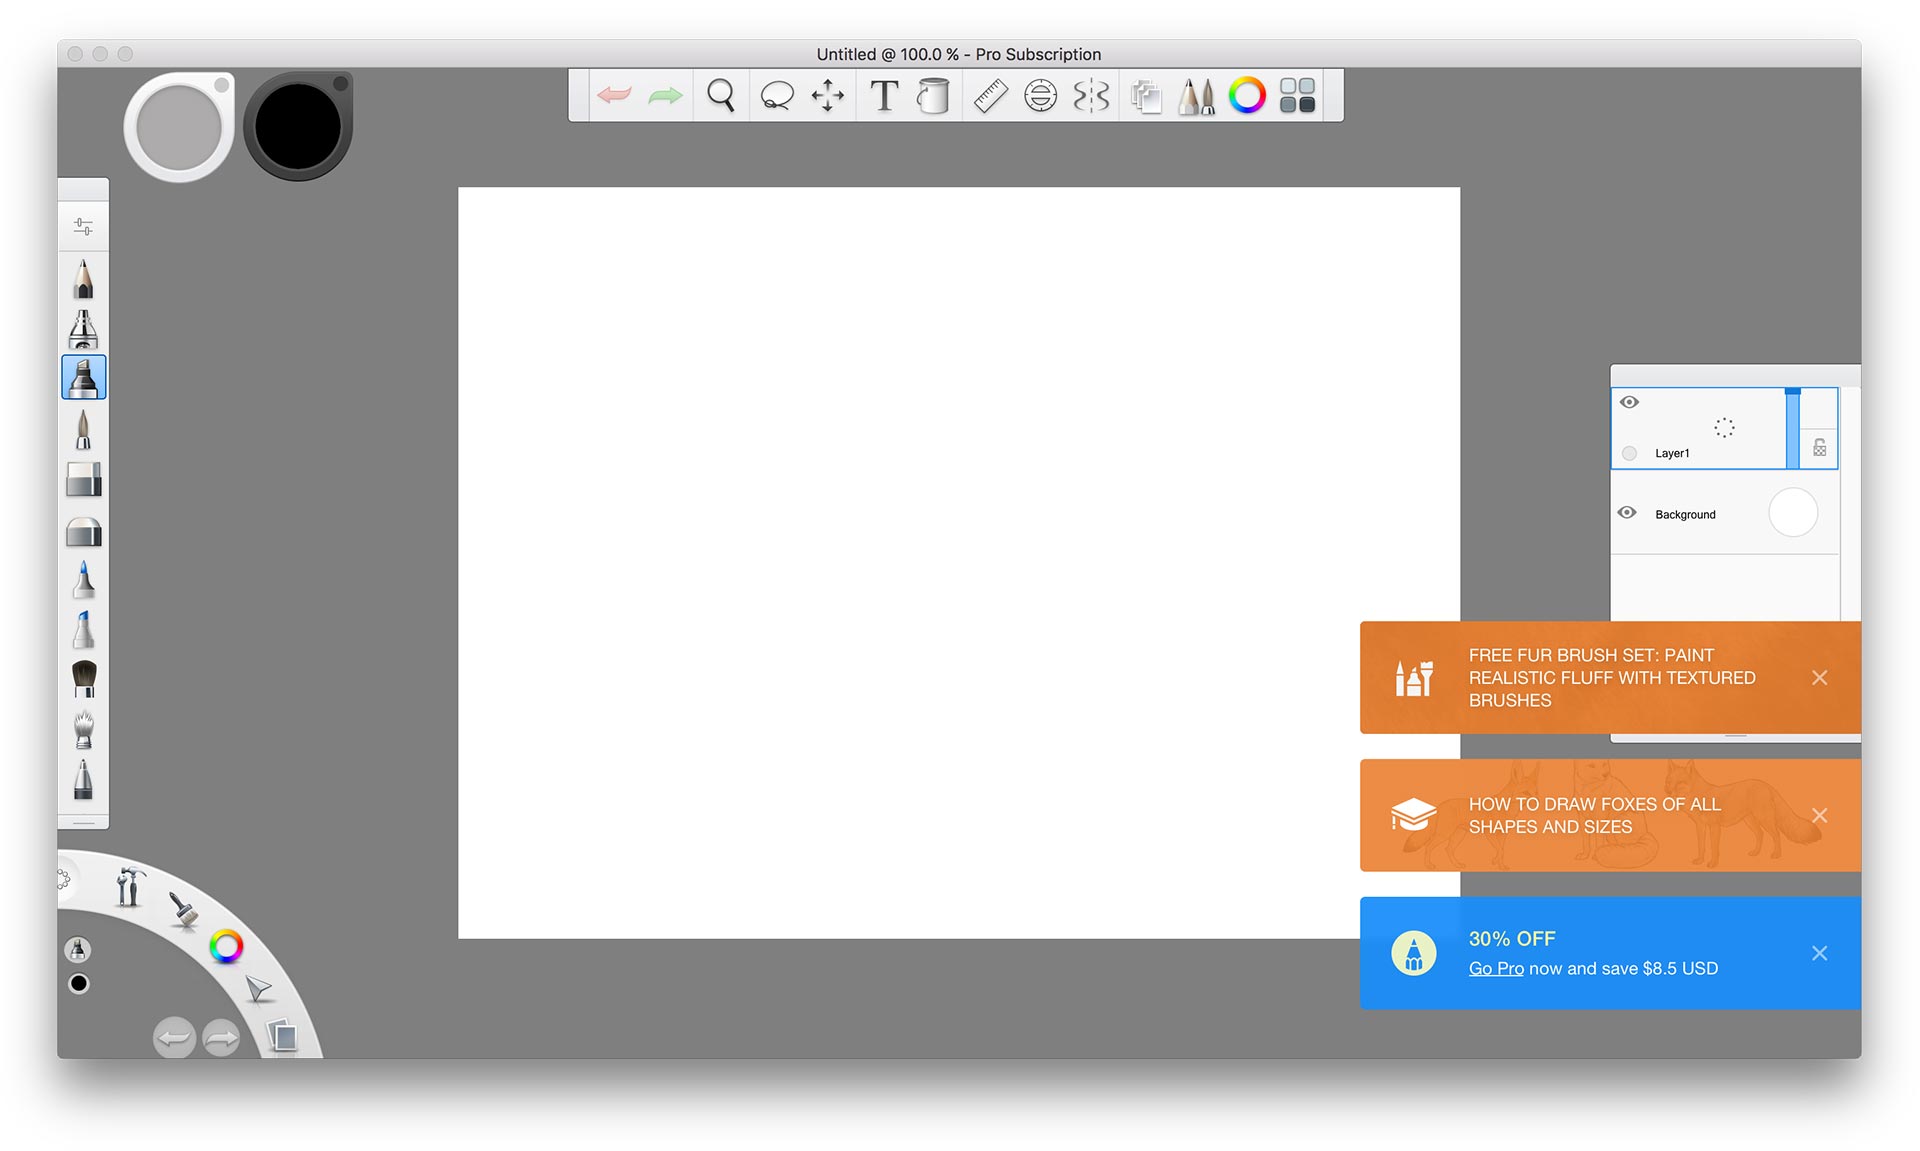 Untitled @ 100.0 % - Pro Subscription
T
Layer1
Background
FREE FUR BRUSH SET: PAINT
REALISTIC FLUFF WITH TEXTURED
BRUSHES
HOW TO DRAW FOXES OF ALL
SHAPES AND SIZES
30% OFF
Go Pro now and save $8.5 USD